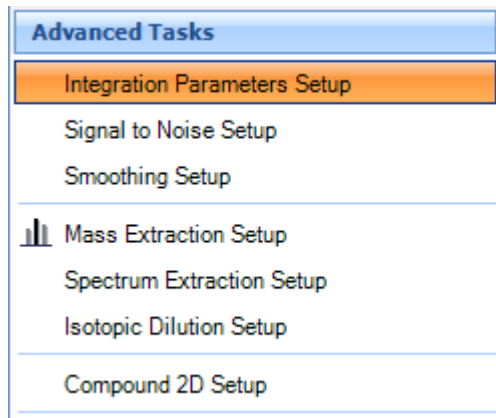 Advanced Tasks
Integration Parameters Setup
Signal to Noise Setup
Smoothing Setup
Mass Extraction Setup
Spectrum Extraction Setup
Isotopic Dilution Setup
Compound 2D Setup